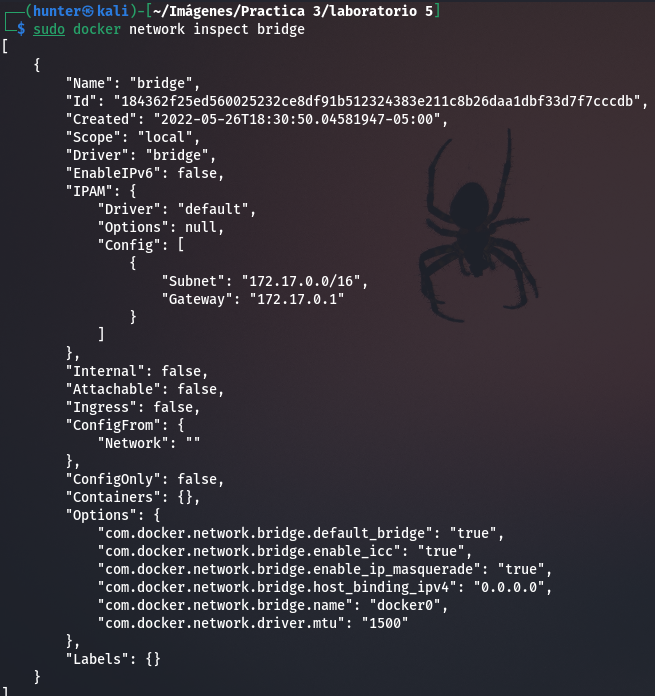 ┌──(hunter㉿kali)-[~/Imágenes/Practica 3/laboratorio 5]
└─$ sudo docker network inspect bridge
[
    {
        "Name": "bridge",
        "Id": "184362f25ed560025232ce8df91b512324383e211c8b26daa1dbf33d7f7cccdb",
        "Created": "2022-05-26T18:30:50.04581947-05:00",
        "Scope": "local",
        "Driver": "bridge",
        "EnableIPv6": false,
        "IPAM": {
            "Driver": "default",
            "Options": null,
            "Config": [
                {
                    "Subnet": "172.17.0.0/16",
                    "Gateway": "172.17.0.1"
                }
            ]
        },
        "Internal": false,
        "Attachable": false,
        "Ingress": false,
        "ConfigFrom": {
            "Network": ""
        },
        "ConfigOnly": false,
        "Containers": {},
        "Options": {
            "com.docker.network.bridge.default_bridge": "true",
            "com.docker.network.bridge.enable_icc": "true",
            "com.docker.network.bridge.enable_ip_masquerade": "true",
            "com.docker.network.bridge.host_binding_ipv4": "0.0.0.0",
            "com.docker.network.bridge.name": "docker0",
            "com.docker.network.driver.mtu": "1500"
        },
        "Labels": {}
    }
]